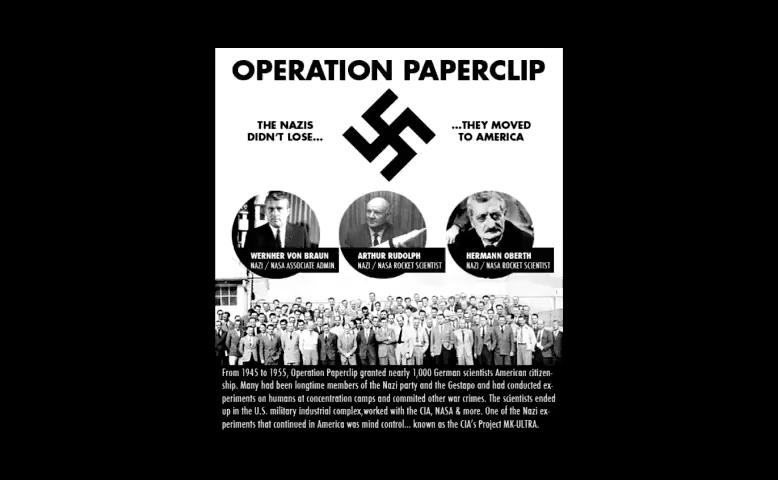 OPERATION PAPERCLIP
THE NAZIS
DIDN'T LOSE...
...THEY MOVED
TO AMERICA
WERNHER VON BRAUN
NAZI / NASA ASSOCIATE ADMIN.
ARTHUR RUDOLPH
NAZI / NASA ROCKET SCIENTIST
HERMANN OBERTH
NAZI / NASA ROCKET SCIENTIST
From 1945 to 1955, Operation Paperclip granted nearly 1,000 German scientists American citizen-
ship. Many had been longtime members of the Nazi party and the Gestapo and had conducted ex-
periments on humans at concentration camps and commited other war crimes. The scientists ended
up in the U.S. military industrial complex,worked with the CIA, NASA & more. One of the Nazi ex-
periments that continued in America was mind control... known as the CIA's Project MK-ULTRA.